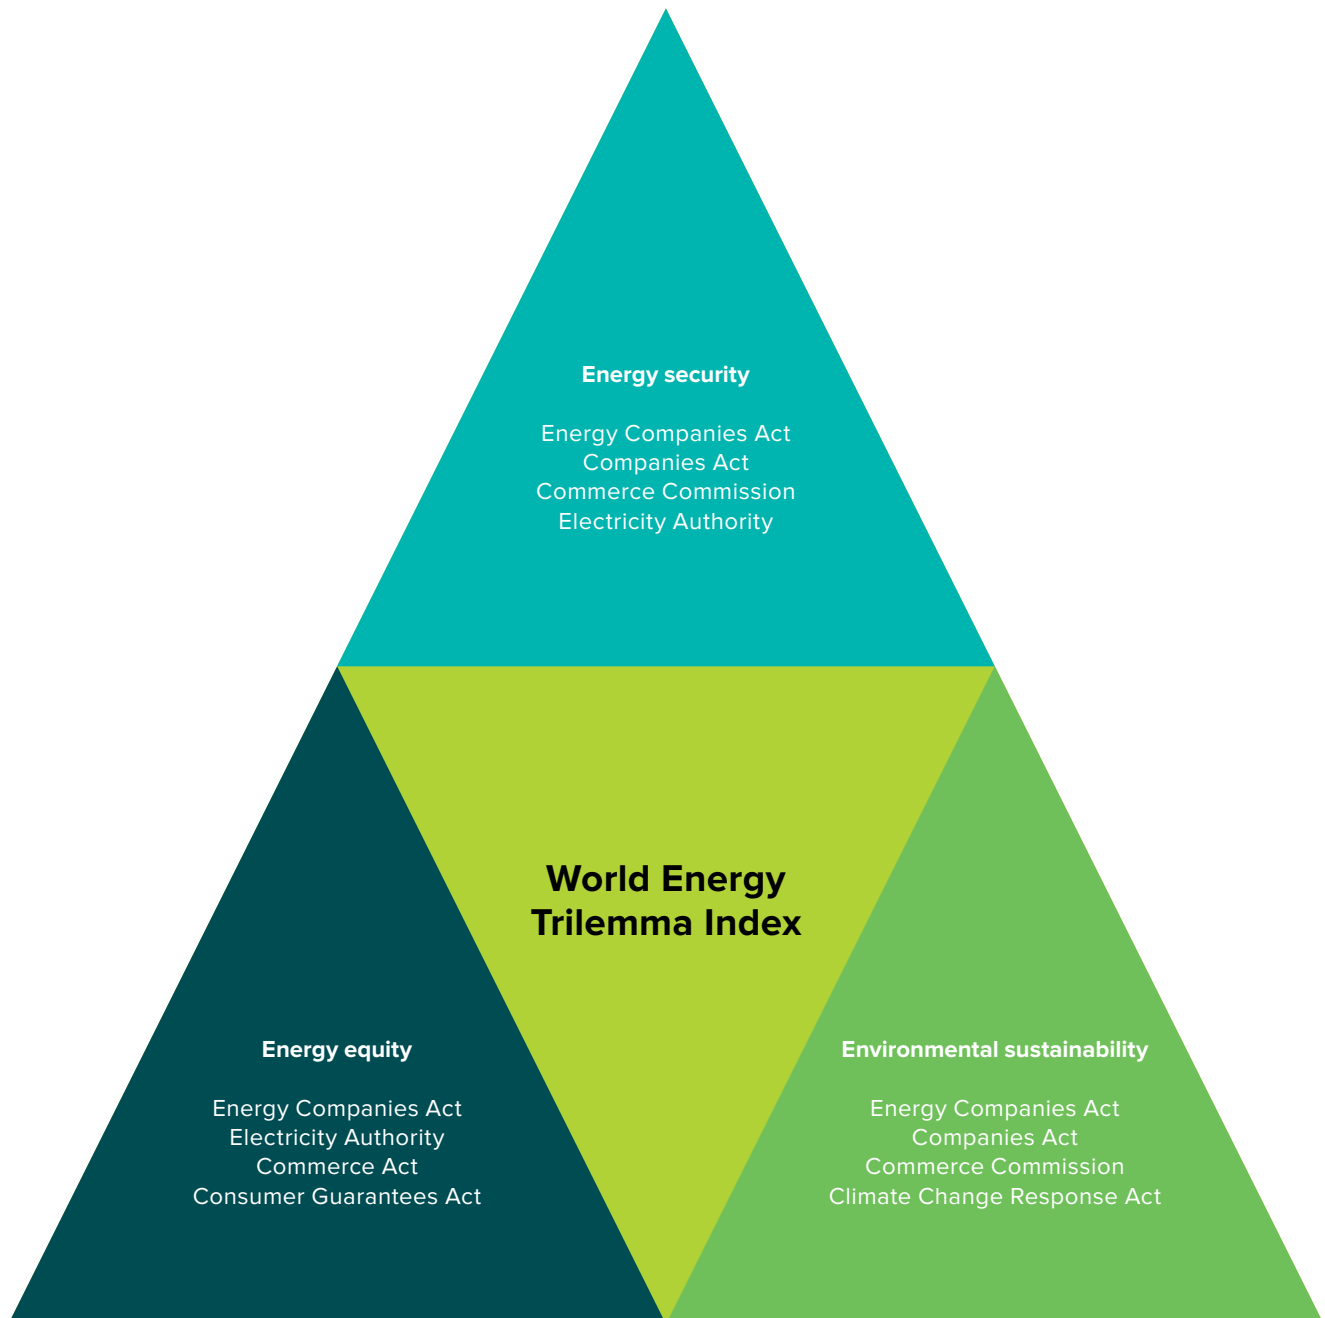 Energy security
Energy Companies Act
Companies Act
Commerce Commission
Electricity Authority
World Energy
Trilemma Index
Energy equity
Energy Companies Act
Electricity Authority
Commerce Act
Consumer Guarantees Act
Environmental sustainability
Energy Companies Act
Companies Act
Commerce Commission
Climate Change Response Act